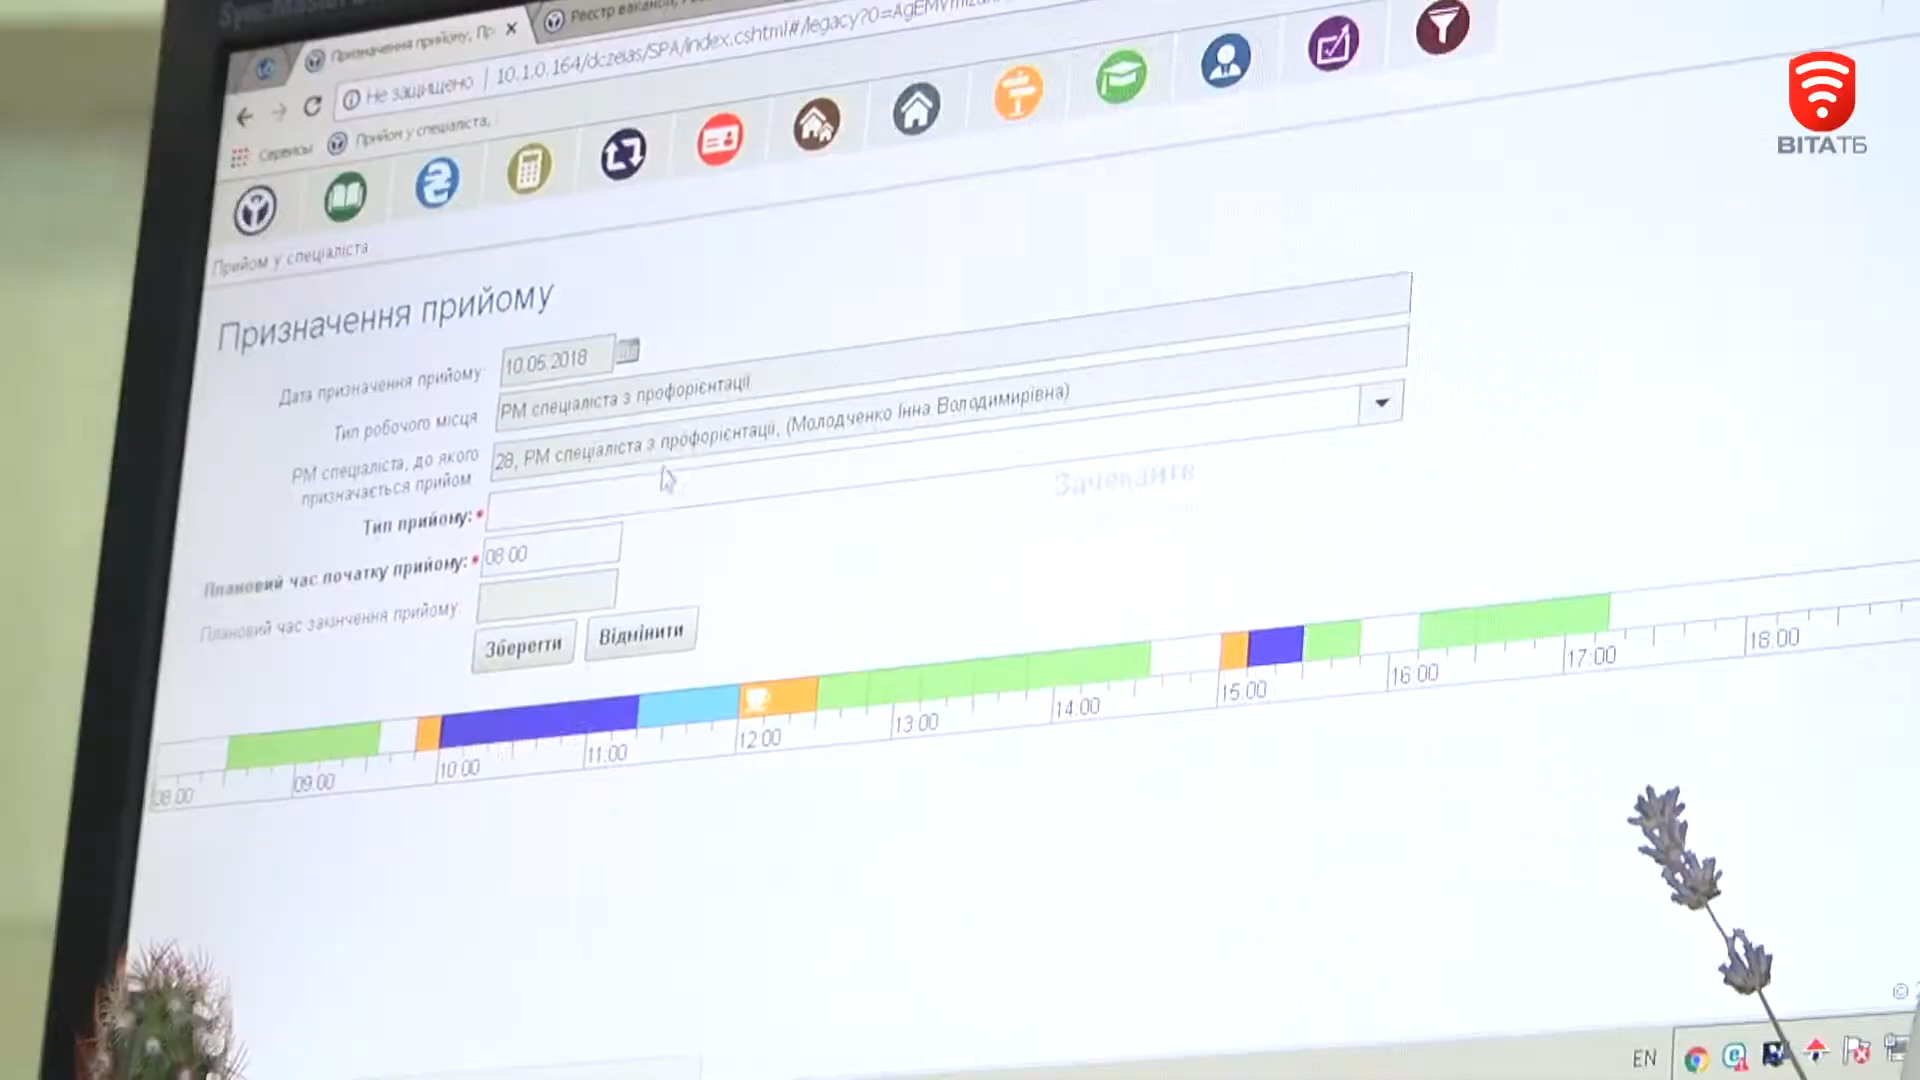 SyncMaster
Призначення прийому, Пр
Реєстр вакансій,
Не защищено | 10.1.0.164/dczeias/SPA/index.cshtml#/legacy?0=AgEMV
Сервисы
Прийом у спеціаліста,
Прийом у спеціаліста
Призначення прийому
Дата призначення прийому
10.05.2018
Тип робочого місця
РМ спеціаліста з профорієнтації
РМ спеціаліста, до якого
призначається прийом
28, РМ спеціаліста з профорієнтації, (Молодченко Інна Володимирівна)
Тип прийому:*
Плановий час початку прийому:*
08:00
Плановий час закінчення прийому:
Зберегти
Відмінити
Зачекайте
08:00
09:00
10:00
11:00
12:00
13:00
14:00
15:00
16:00
17:00
18:00
EN
ВІТАТБ